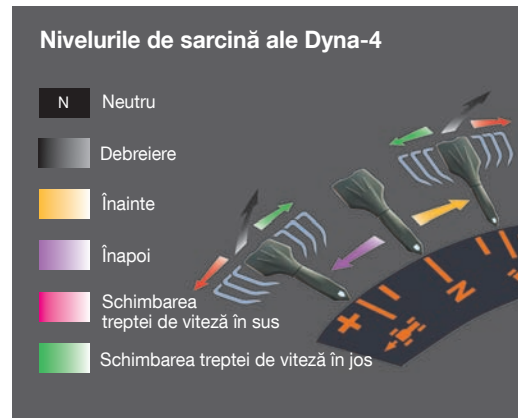 Nivelurile de sarcină ale Dyna-4
N Neutru
Debreiere
Înainte
Înapoi
Schimbarea
treptei de viteză în sus
Schimbarea treptei de viteză în jos
+ N